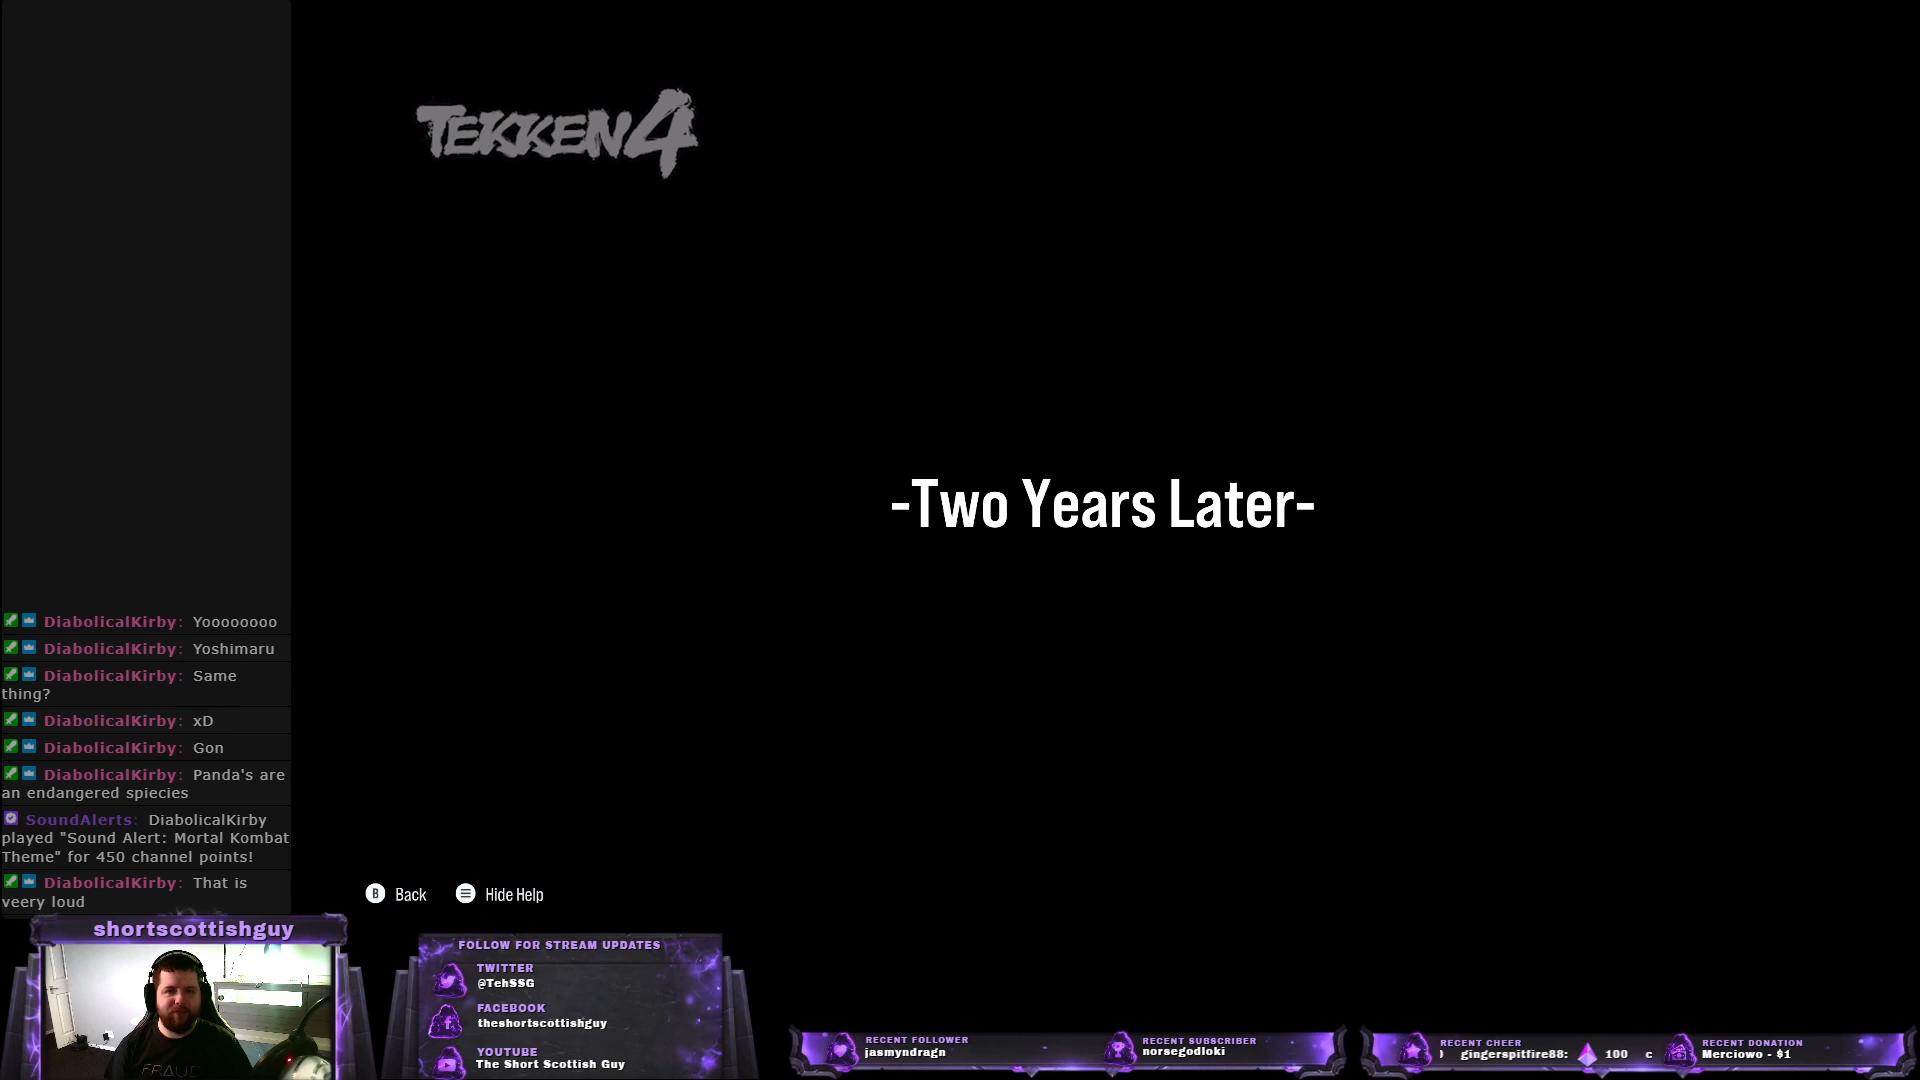 TEKKEN 4
-Two Years Later-
DiabolicalKirby: Yoooooooo
DiabolicalKirby: Yoshimaru
DiabolicalKirby: Same
thing?
DiabolicalKirby: xD
DiabolicalKirby: Gon
DiabolicalKirby: Panda's are
an endangered spiecies
SoundAlerts: DiabolicalKirby
played "Sound Alert: Mortal Kombat
Theme" for 450 channel points!
DiabolicalKirby: That is
veery loud
B Back Hide Help
shortscottishguy
FRAUD
FOLLOW FOR STREAM UPDATES
TWITTER
@TehSSG
FACEBOOK
theshortscottishguy
YOUTUBE
The Short Scottish Guy
RECENT FOLLOWER
jasmyndragn
RECENT SUBSCRIBER
norsegodloki
RECENT CHEER
) gingerspitfire88: 100 c
RECENT DONATION
Merciowo - $1